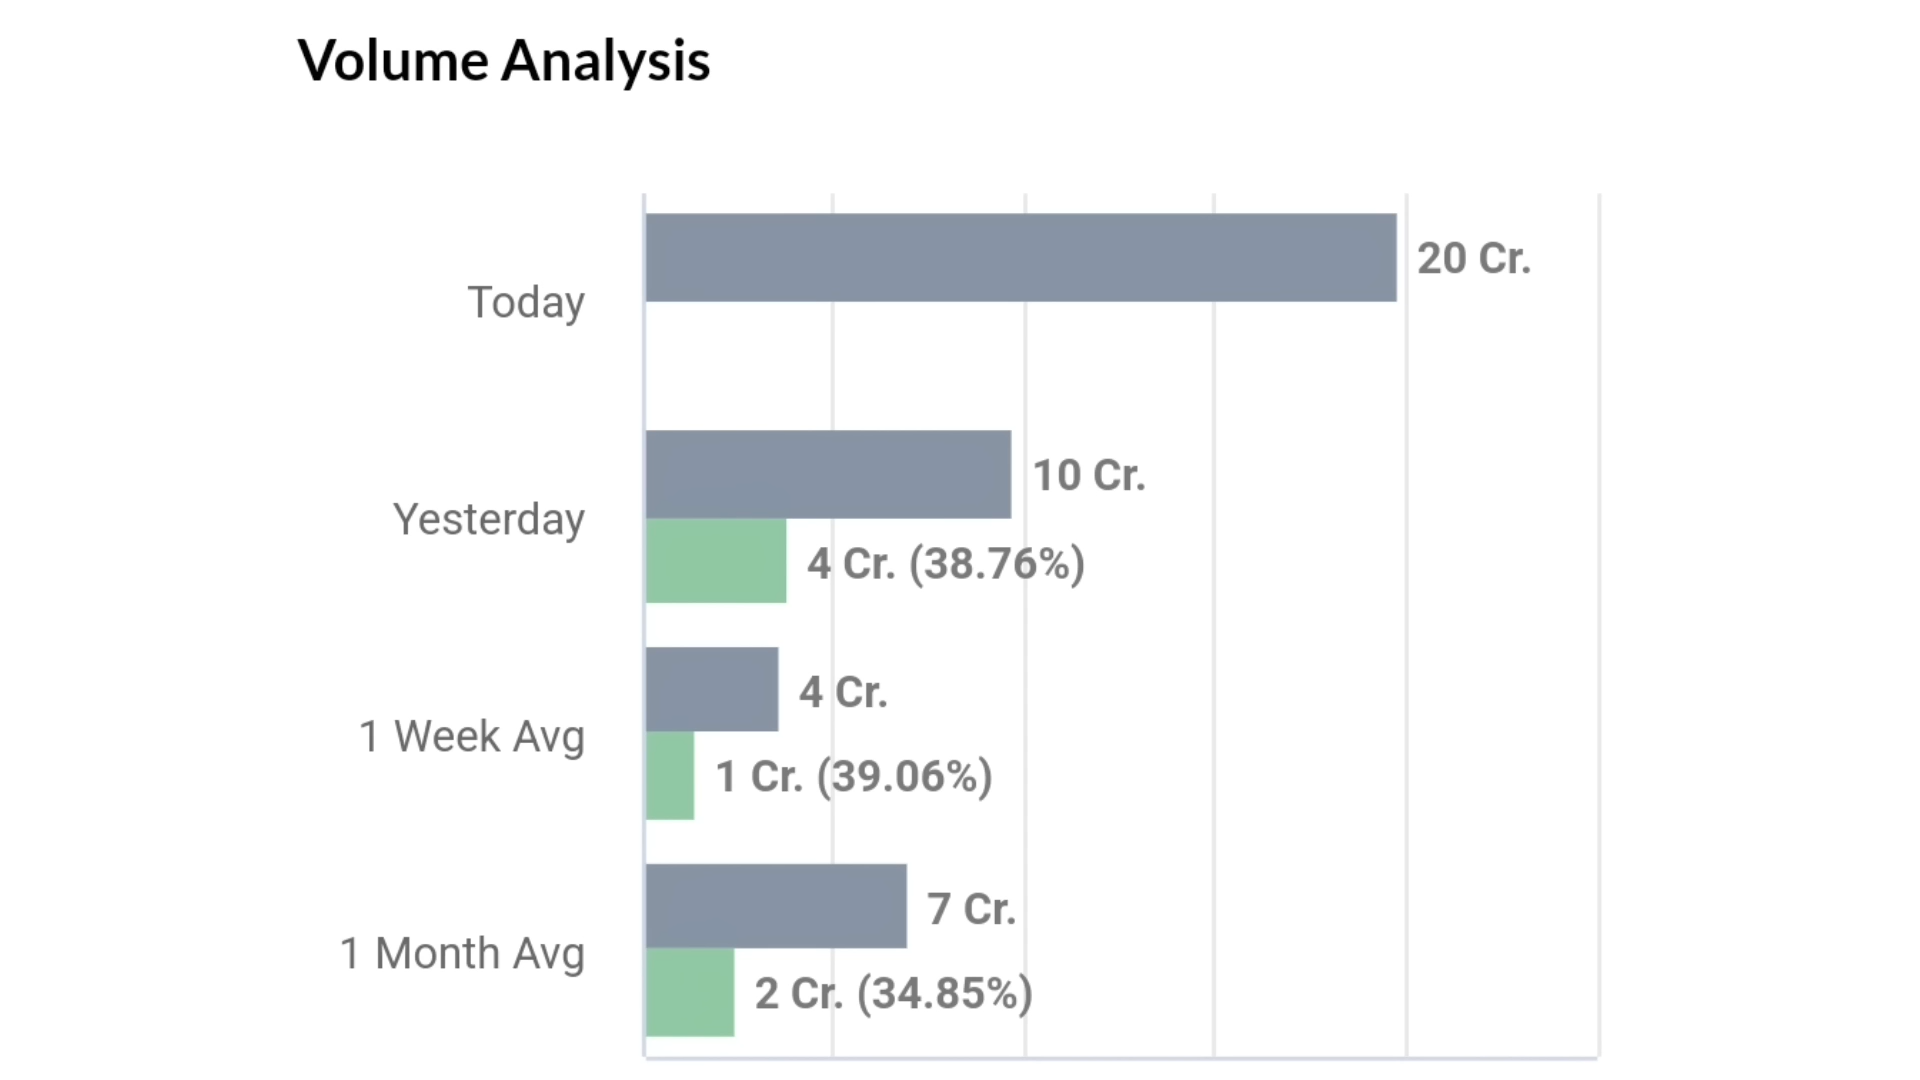 Volume Analysis
Today
20 Cr.
Yesterday
10 Cr.
4 Cr. (38.76%)
1 Week Avg
4 Cr.
1 Cr. (39.06%)
1 Month Avg
7 Cr.
2 Cr. (34.85%)